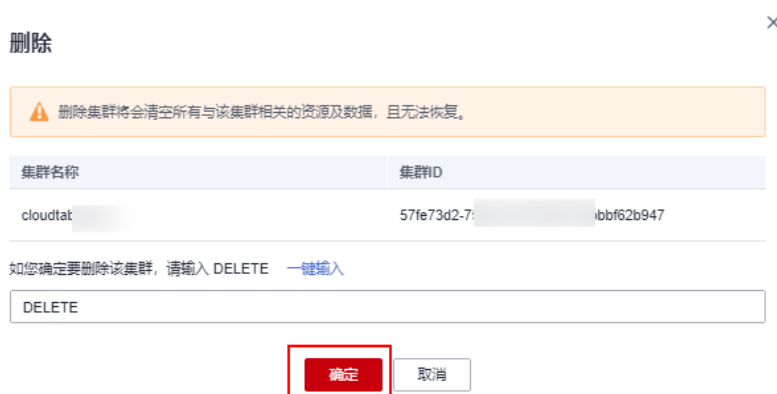 删除
删除集群将会清空所有与该集群相关的资源及数据，且无法恢复。
集群名称 集群ID
cloudtab 57fe73d2-7 bbf62b947
如您确定要删除该集群，请输入 DELETE 一键输入
DELETE
确定 取消